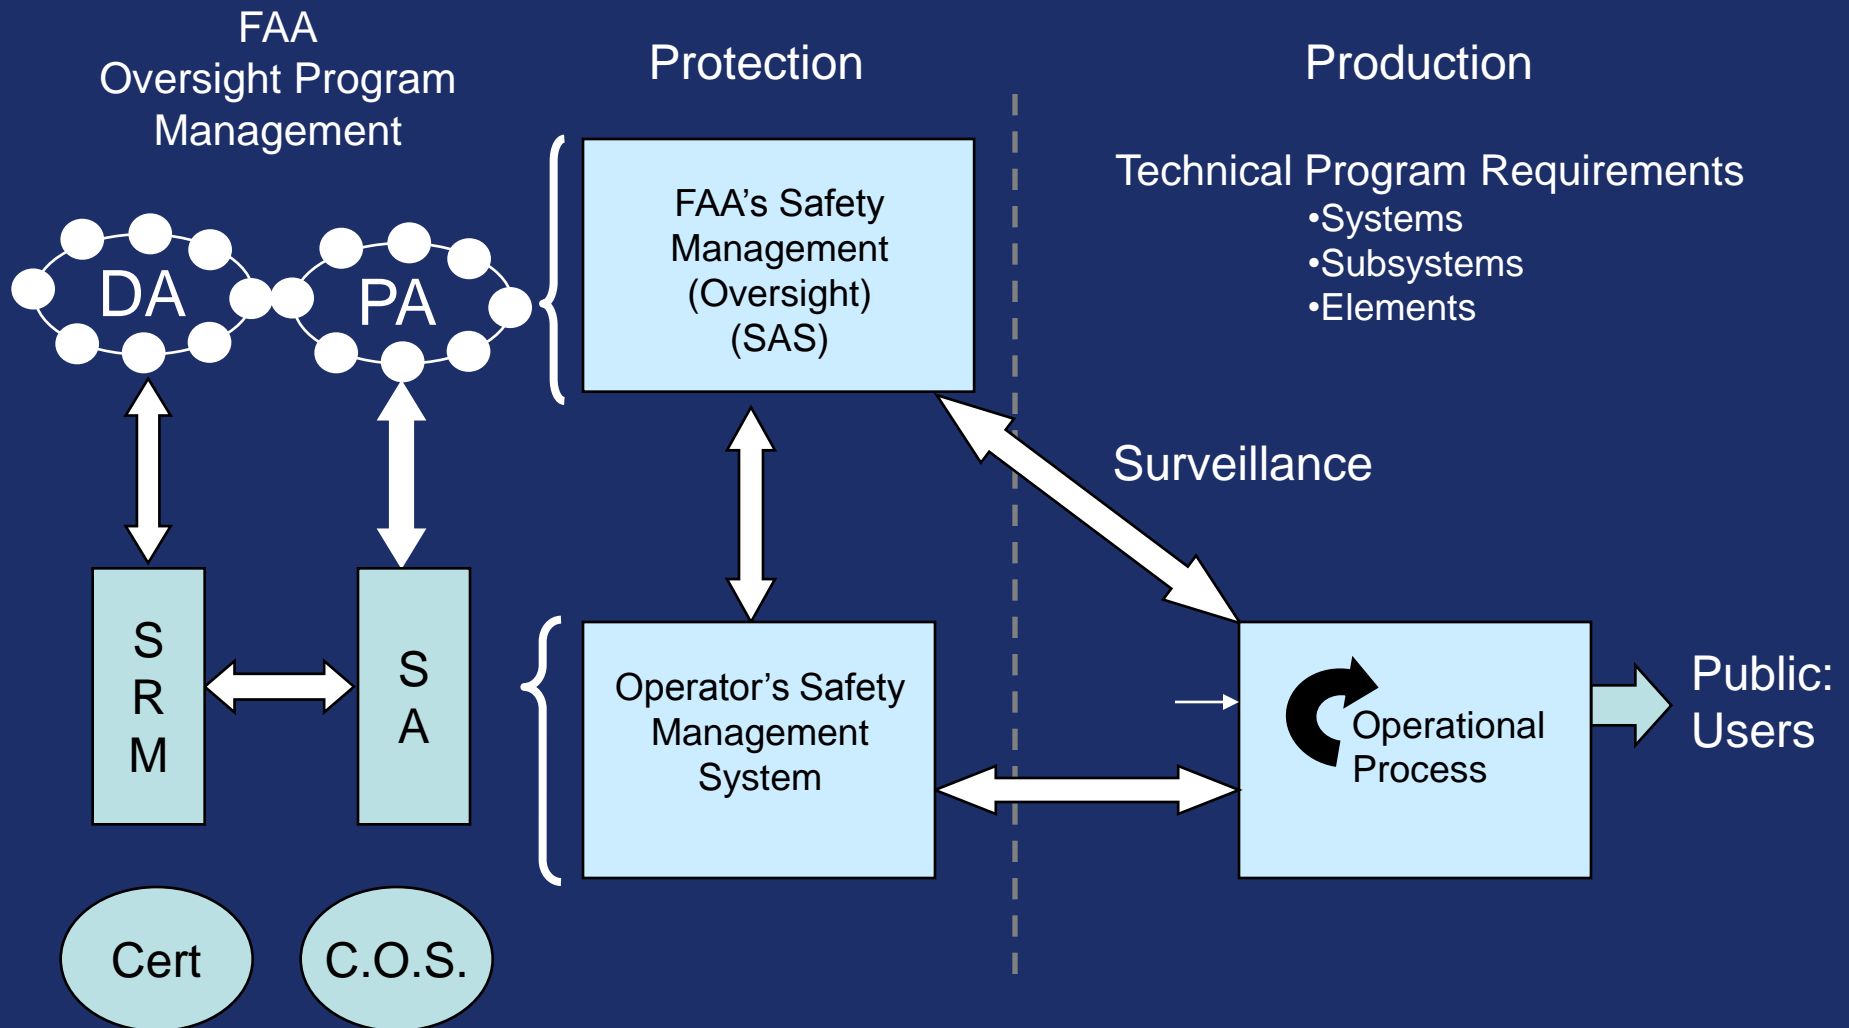 FAA
Oversight Program
Management
Protection
Production
FAA's Safety
Management
(Oversight)
(SAS)
Technical Program Requirements
•Systems
•Subsystems
•Elements
DA
PA
Surveillance
S
R
M
S
A
Operator's Safety
Management
System
Operational
Process
Public:
Users
Cert
C.O.S.